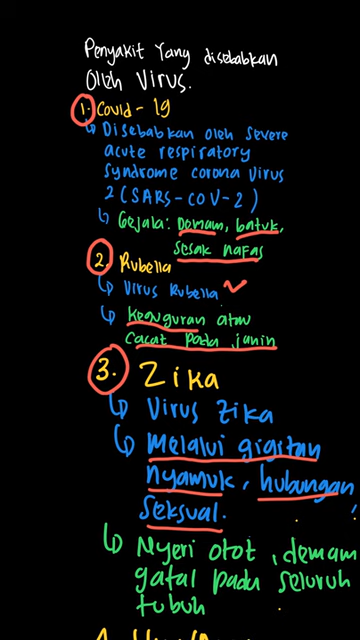 Penyakit Yang disebabkan
Olleh Virus.
1. Covid - 19
Disebabkan oleh Severe
acute respiratory
syndrome corona virus
2 (SARS-COV-2)
Gejala: Demam, batuk,
Sesak nafas
2. Rubella
Virus Rubella
Keguguran atau
Cacat pada janin
3. Zika
Virus Zika
Melalui gigitan
nyamuk, hubungan
Seksual.
Nyeri otot, demam
gatal pada seluruh
tubuh